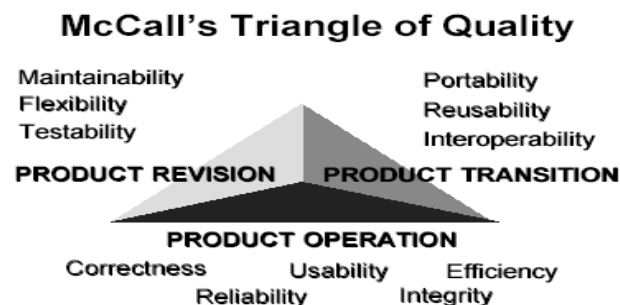 McCall's Triangle of Quality
Maintainability
Flexibility
Testability
Portability
Reusability
Interoperability
PRODUCT REVISION
PRODUCT TRANSITION
PRODUCT OPERATION
Correctness Usability Efficiency
Reliability Integrity